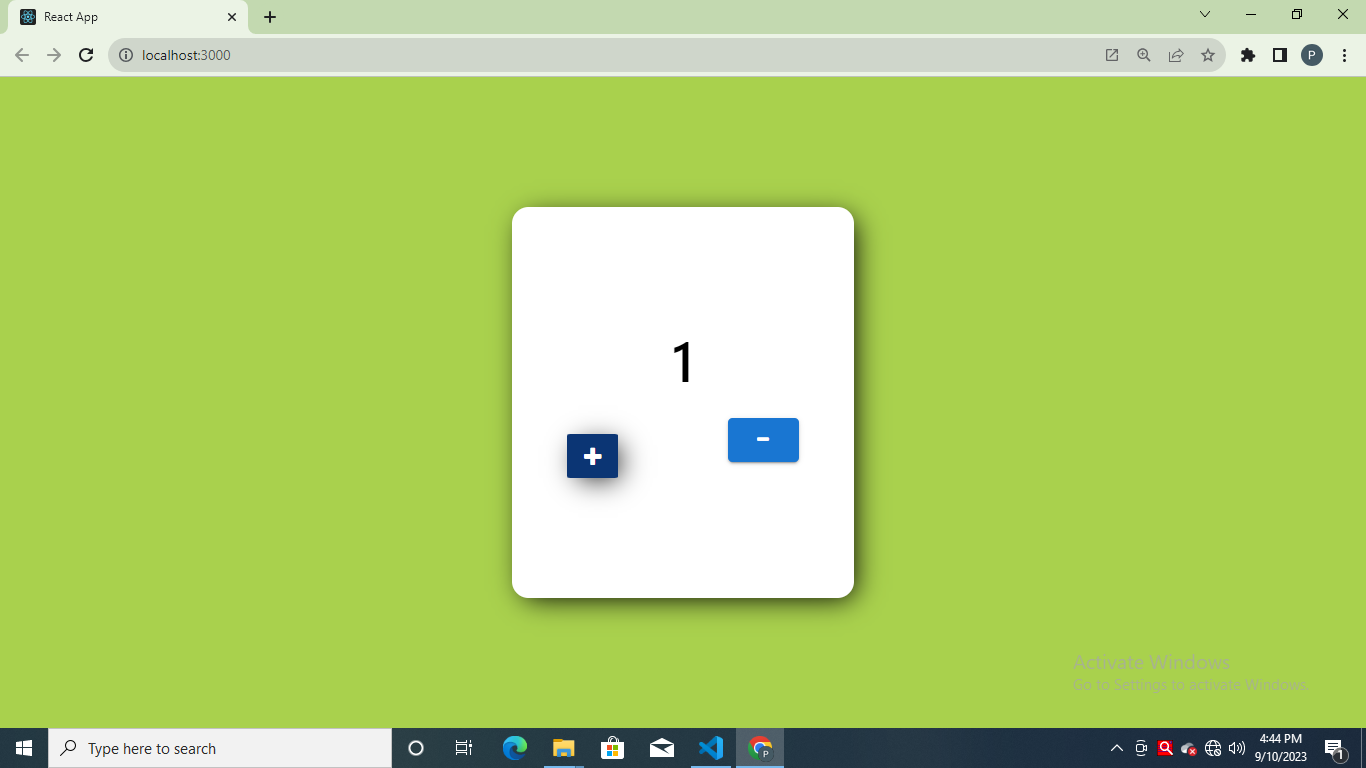 React App
localhost:3000
P
1
+
-
Activate Windows
Go to Settings to activate Windows.
Type here to search
P
4:44 PM
9/10/2023
1